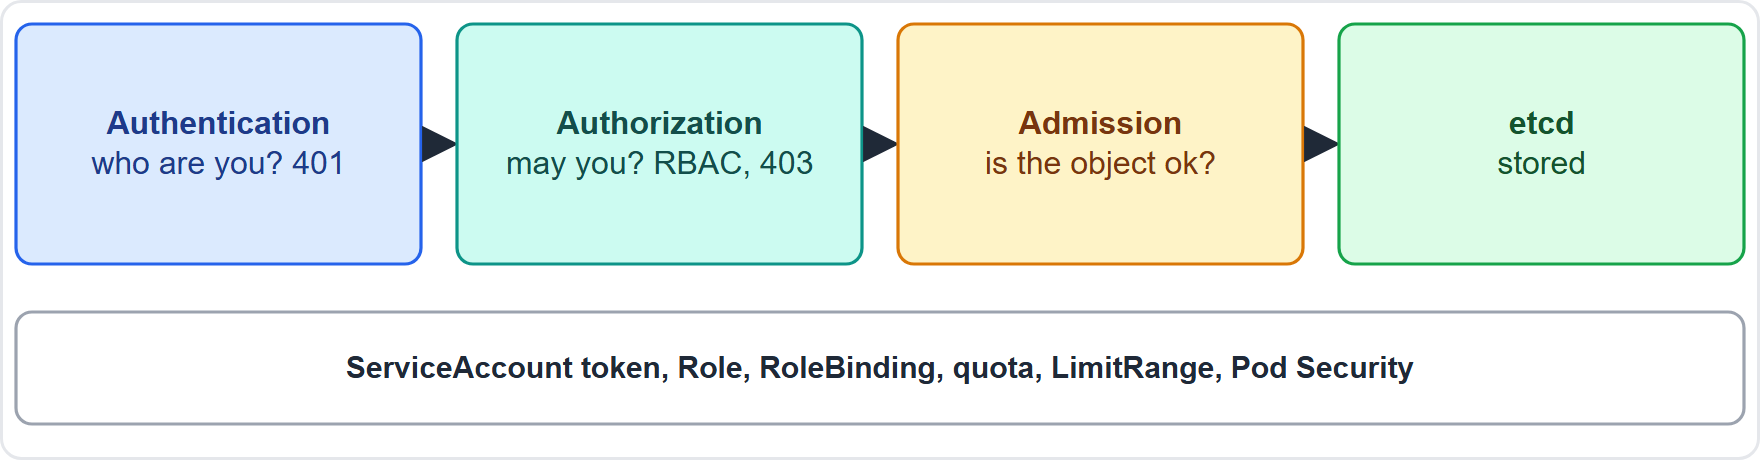 Authentication
who are you? 401
Authorization
may you? RBAC, 403
Admission
is the object ok?
etcd
stored
ServiceAccount token, Role, RoleBinding, quota, LimitRange, Pod Security